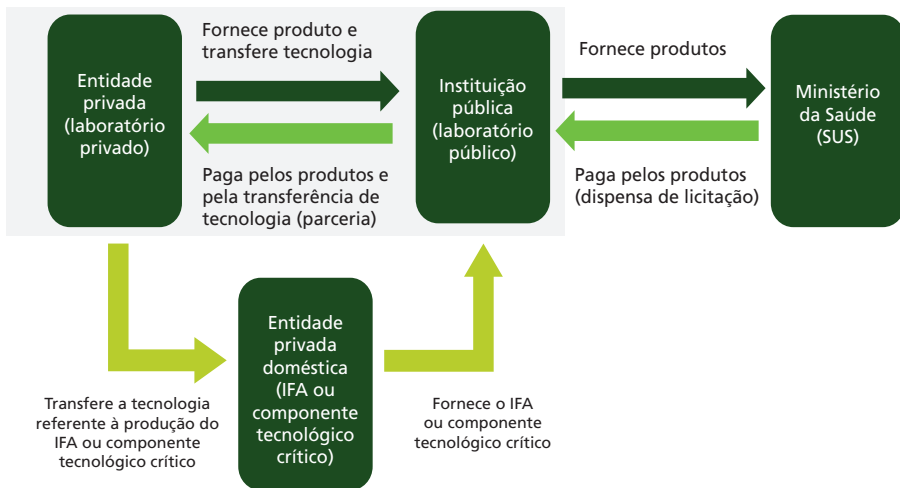 Fornece produto e
transfere tecnologia
Entidade
privada
(laboratório
privado)
Paga pelos produtos e
pela transferência de
tecnologia (parceria)
Instituição
pública
(laboratório
público)
Fornece produtos
Paga pelos produtos
(dispensa de licitação)
Ministério
da Saúde
(SUS)
Transfere a tecnologia
referente à produção do
IFA ou componente
tecnológico crítico
Entidade
privada
doméstica
(IFA ou
componente
tecnológico
crítico)
Fornece o IFA
ou componente
tecnológico crítico